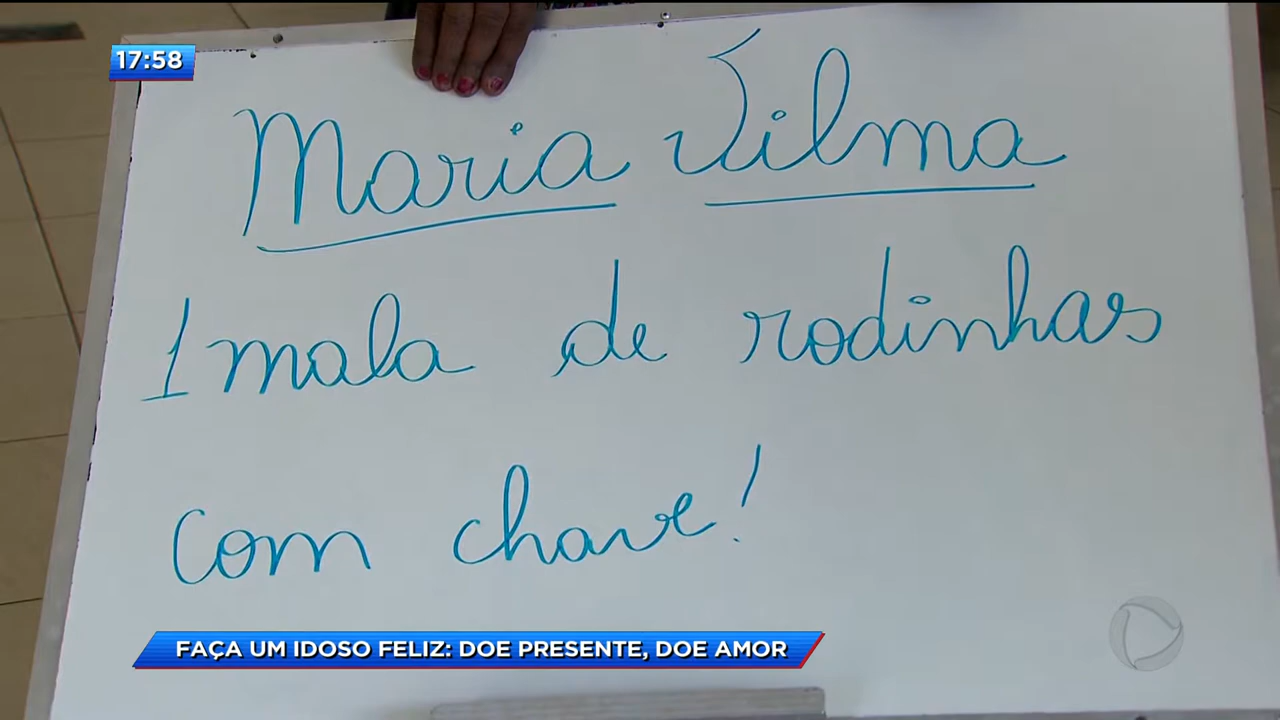 17:58
Maria Vilma
1 mala de rodinhas
com chave!
FAÇA UM IDOSO FELIZ: DOE PRESENTE, DOE AMOR